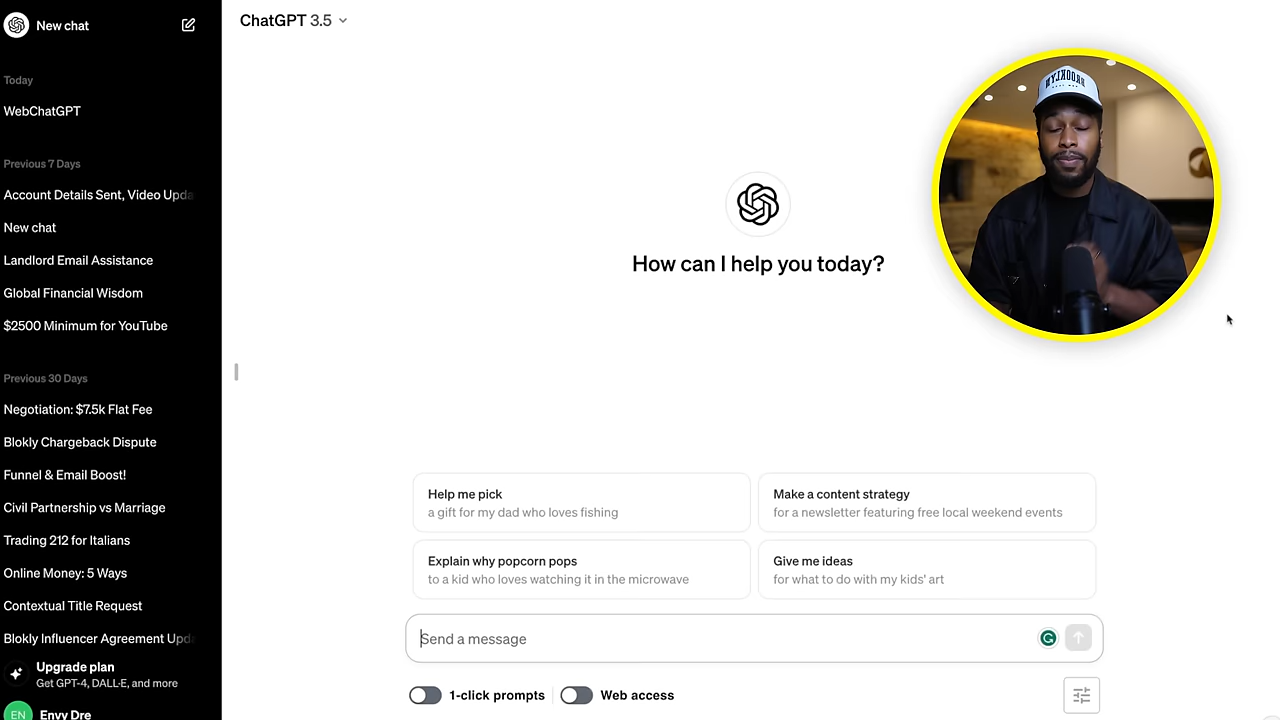 New chat
Today
WebChatGPT
Previous 7 Days
Account Details Sent, Video Upda
New chat
Landlord Email Assistance
Global Financial Wisdom
$2500 Minimum for YouTube
Previous 30 Days
Negotiation: $7.5k Flat Fee
Blokly Chargeback Dispute
Funnel & Email Boost!
Civil Partnership vs Marriage
Trading 212 for Italians
Online Money: 5 Ways
Contextual Title Request
Blokly Influencer Agreement Upd
Upgrade plan
Get GPT-4, DALL·E, and more
EN Envy Dre
ChatGPT 3.5
BROOKLYN
How can I help you today?
Help me pick
a gift for my dad who loves fishing
Make a content strategy
for a newsletter featuring free local weekend events
Explain why popcorn pops
to a kid who loves watching it in the microwave
Give me ideas
for what to do with my kids' art
Send a message
1-click prompts
Web access